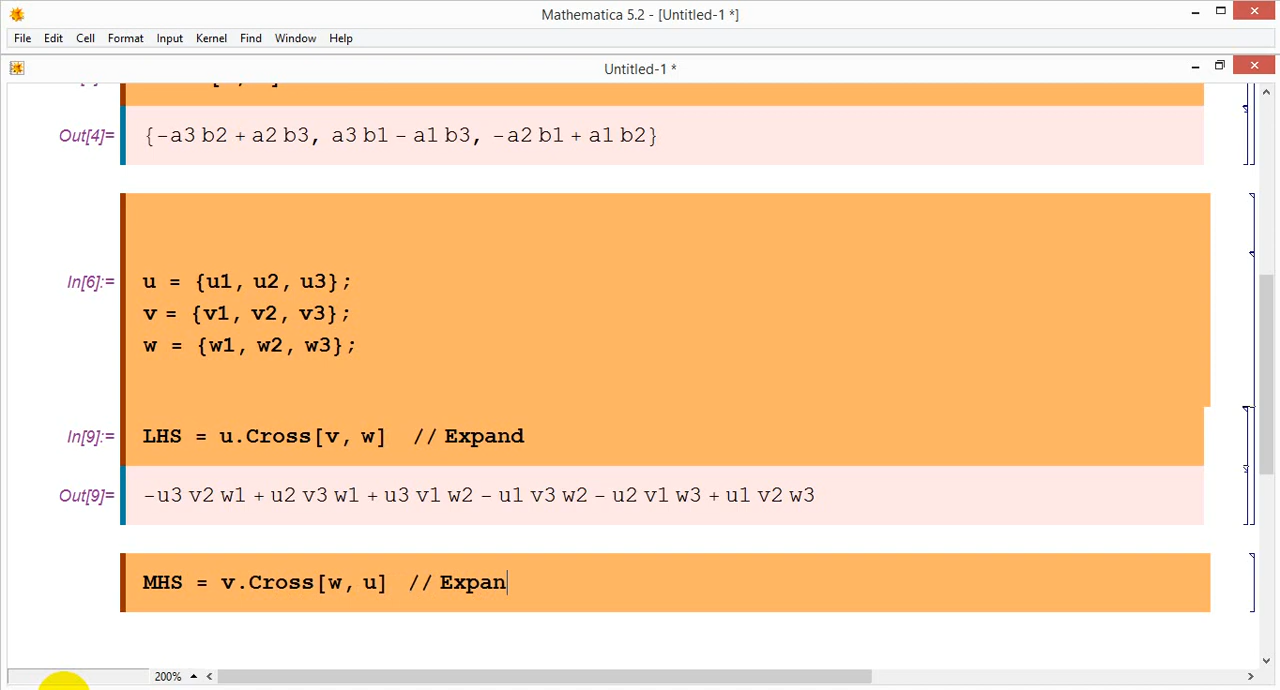 Mathematica 5.2 - [Untitled-1 *]
File Edit Cell Format Input Kernel Find Window Help
Untitled-1 *
Out[4]= {-a3 b2 + a2 b3, a3 b1 - a1 b3, -a2 b1 + a1 b2}
In[6]:= u = {u1, u2, u3};
v = {v1, v2, v3};
w = {w1, w2, w3};
In[9]:= LHS = u.Cross[v, w] // Expand
Out[9]= -u3 v2 w1 + u2 v3 w1 + u3 v1 w2 - u1 v3 w2 - u2 v1 w3 + u1 v2 w3
MHS = v.Cross[w, u] // Expan
200%